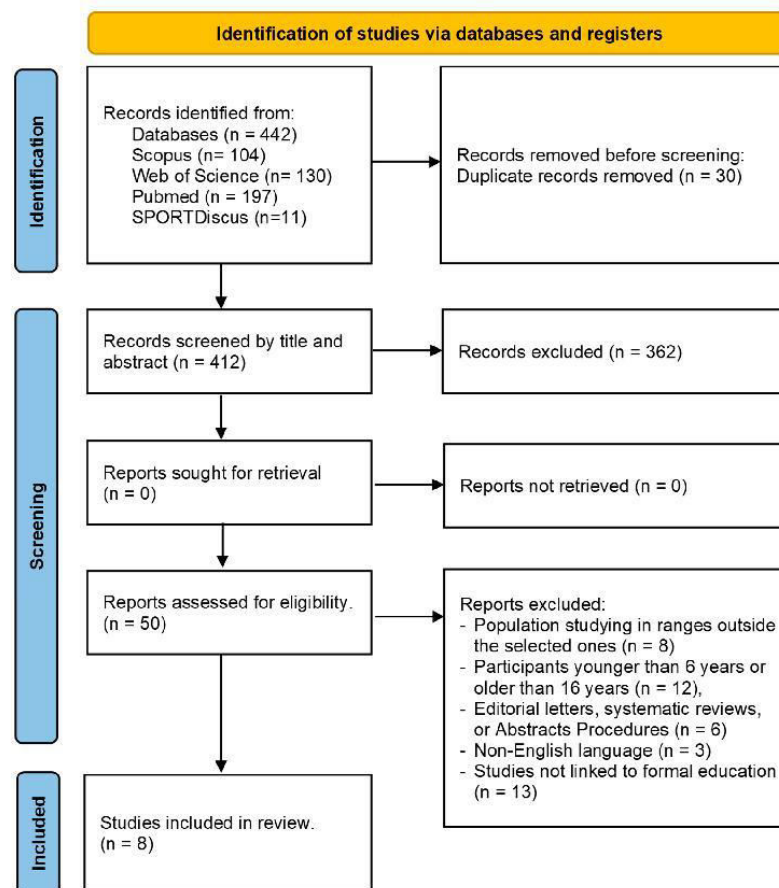 Identification of studies via databases and registers
Identification
Records identified from:
Databases (n = 442)
Scopus (n= 104)
Web of Science (n= 130)
Pubmed (n = 197)
SPORTDiscus (n=11)
Records removed before screening:
Duplicate records removed (n = 30)
Screening
Records screened by title and
abstract (n = 412)
Records excluded (n = 362)
Reports sought for retrieval
(n = 0)
Reports not retrieved (n = 0)
Reports assessed for eligibility.
(n = 50)
Reports excluded:
- Population studying in ranges outside
the selected ones (n = 8)
- Participants younger than 6 years or
older than 16 years (n = 12),
- Editorial letters, systematic reviews,
or Abstracts Procedures (n = 6)
- Non-English language (n = 3)
- Studies not linked to formal education
(n = 13)
Included
Studies included in review.
(n = 8)